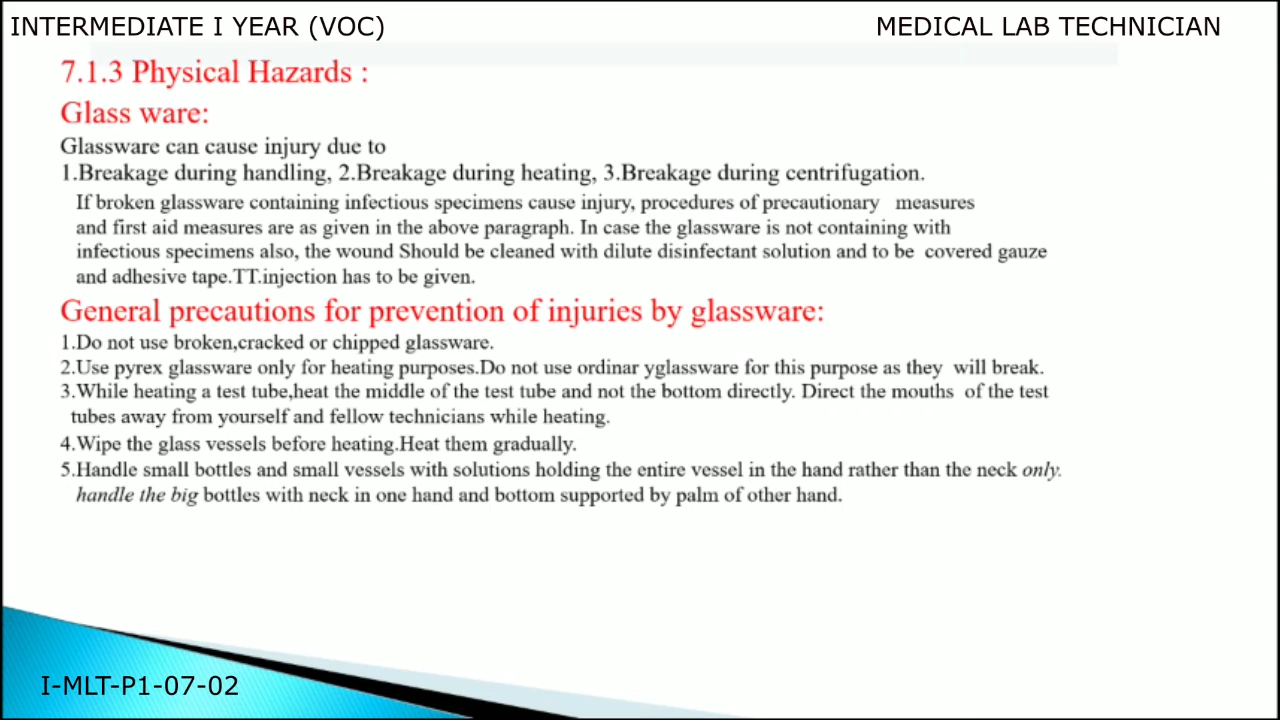 INTERMEDIATE I YEAR (VOC)
MEDICAL LAB TECHNICIAN
7.1.3 Physical Hazards :
Glass ware:
Glassware can cause injury due to
1.Breakage during handling, 2.Breakage during heating, 3.Breakage during centrifugation.
If broken glassware containing infectious specimens cause injury, procedures of precautionary measures
and first aid measures are as given in the above paragraph. In case the glassware is not containing with
infectious specimens also, the wound Should be cleaned with dilute disinfectant solution and to be covered gauze
and adhesive tape.TT.injection has to be given.
General precautions for prevention of injuries by glassware:
1.Do not use broken,cracked or chipped glassware.
2.Use pyrex glassware only for heating purposes.Do not use ordinar yglassware for this purpose as they will break.
3.While heating a test tube,heat the middle of the test tube and not the bottom directly. Direct the mouths of the test
tubes away from yourself and fellow technicians while heating.
4.Wipe the glass vessels before heating.Heat them gradually.
5.Handle small bottles and small vessels with solutions holding the entire vessel in the hand rather than the neck only.
handle the big bottles with neck in one hand and bottom supported by palm of other hand.
I-MLT-P1-07-02